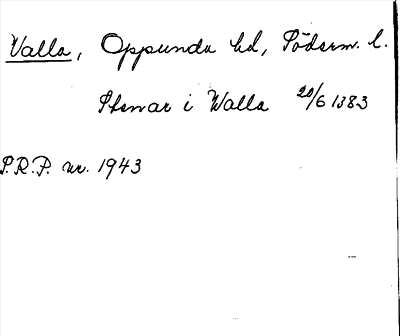 Valla, Oppunda hd, Söderm. l.
Stenar i Walla 20/6 1383
S.R.P. nr. 1943